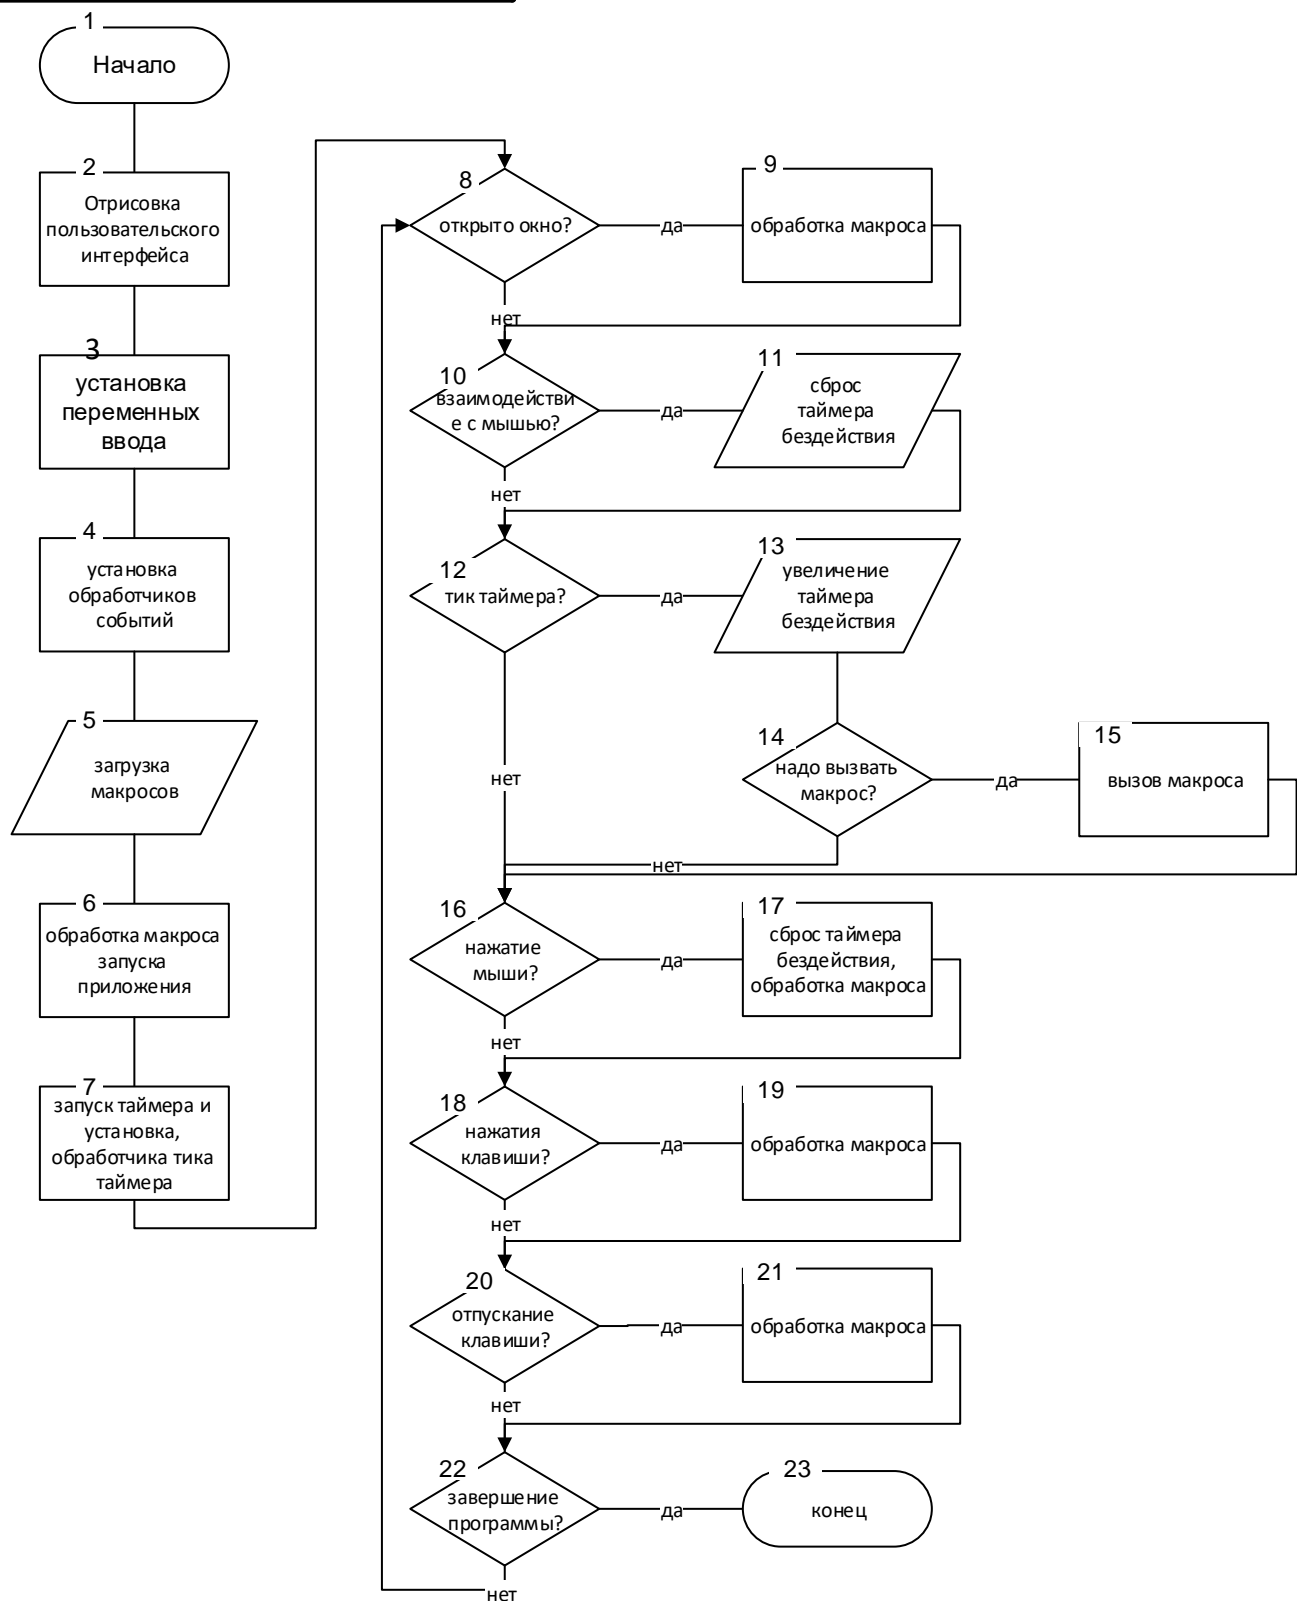 1
Начало
2
Отрисовка
пользовательского
интерфейса
3
установка
переменных
ввода
4
установка
обработчиков
событий
5
загрузка
макросов
6
обработка макроса
запуска
приложения
7
запуск таймера и
установка,
обработчика тика
таймера
8
открыто окно?
да
нет
9
обработка макроса
10
взаимодействи
е с мышью?
да
нет
11
сброс
таймера
бездействия
12
тик таймера?
да
нет
13
увеличение
таймера
бездействия
14
надо вызвать
макрос?
да
нет
15
вызов макроса
16
нажатие
мыши?
да
нет
17
сброс таймера
бездействия,
обработка макроса
18
нажатия
клавиши?
да
нет
19
обработка макроса
20
отпускание
клавиши?
да
нет
21
обработка макроса
22
завершение
программы?
да
нет
23
конец